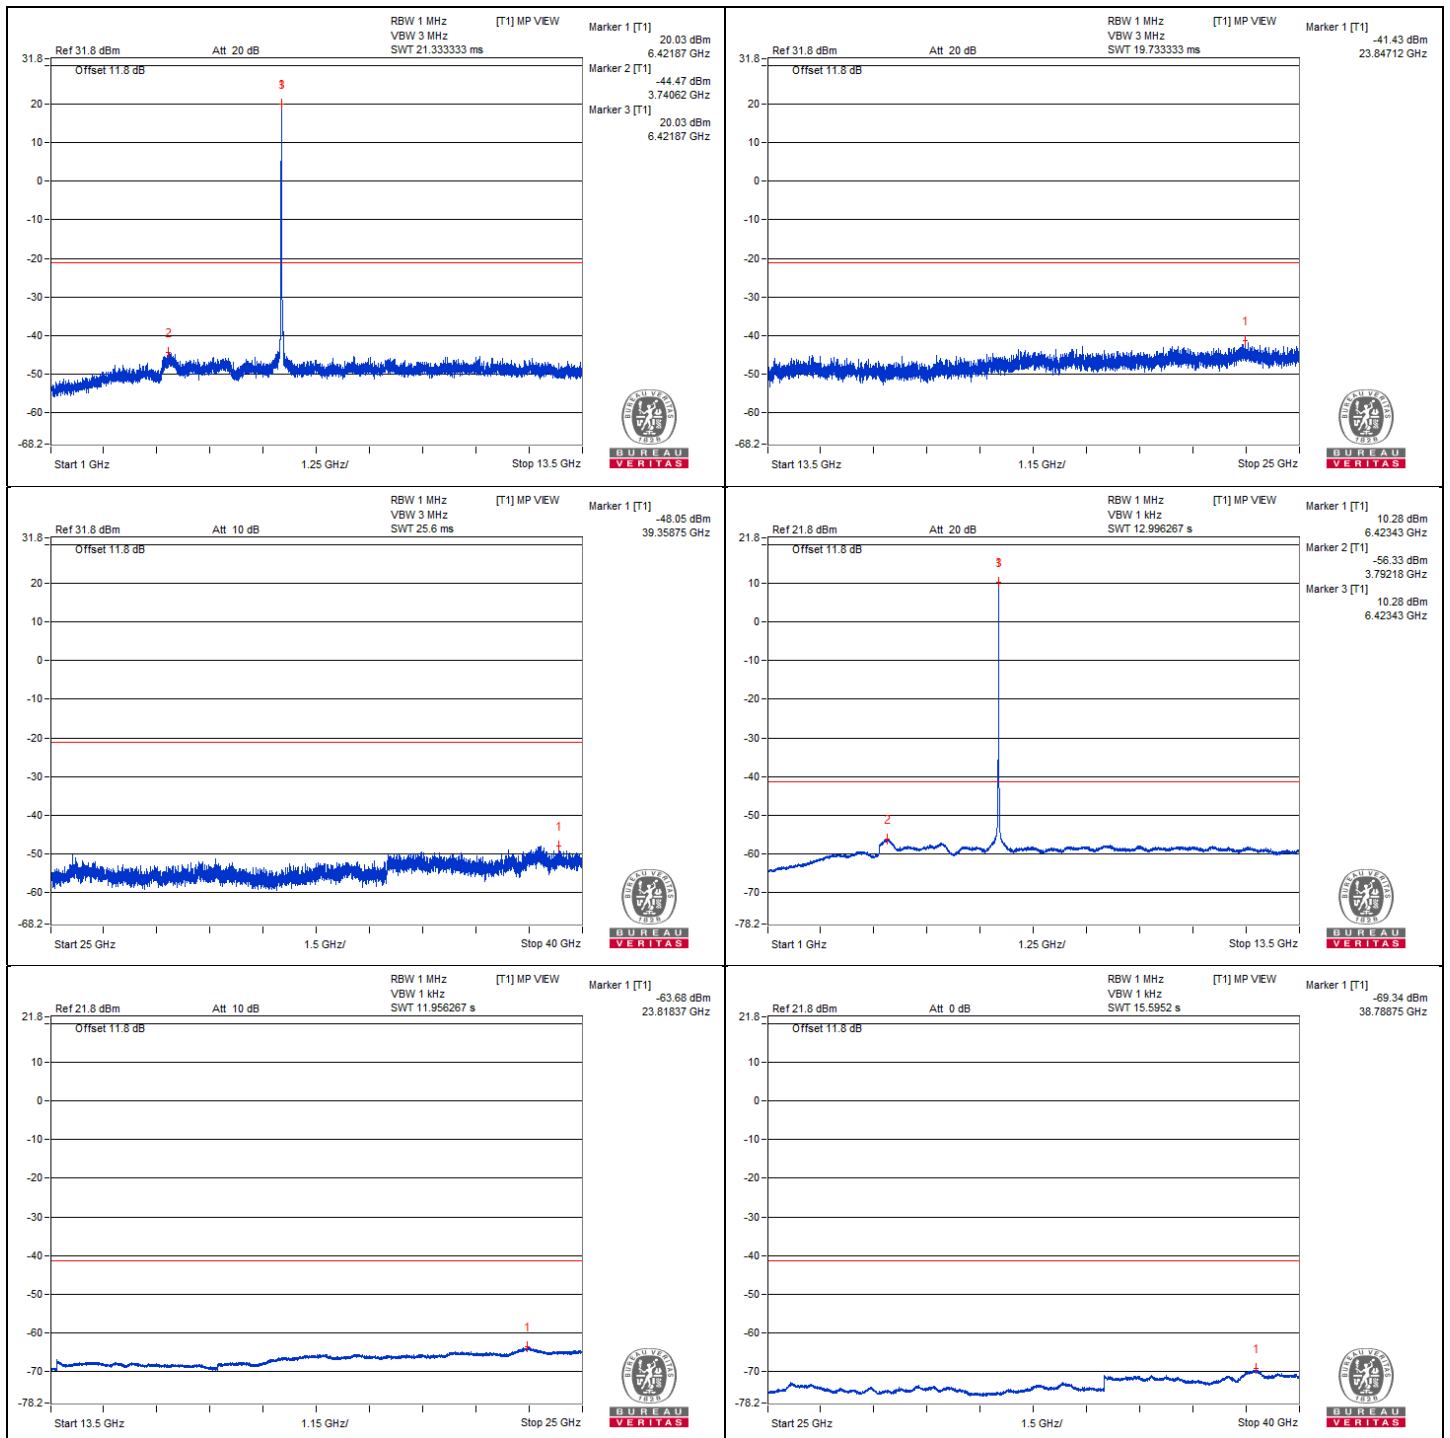 RBW 1 MHz [T1] MP VIEW
VBW 3 MHz
SWT 21.333333 ms
Ref 31.8 dBm Att 20 dB
Offset 11.8 dB
Marker 1 [T1]
20.03 dBm
6.42187 GHz
Marker 2 [T1]
-44.47 dBm
3.74062 GHz
Marker 3 [T1]
20.03 dBm
6.42187 GHz
31.8
20
10
0
-10
-20
-30
-40
-50
-60
-68.2
2
Start 1 GHz 1.25 GHz/ Stop 13.5 GHz
BUREAU VERITAS
1828
BUREAU
VERITAS
RBW 1 MHz [T1] MP VIEW
VBW 3 MHz
SWT 19.733333 ms
Ref 31.8 dBm Att 20 dB
Offset 11.8 dB
Marker 1 [T1]
-41.43 dBm
23.84712 GHz
31.8
20
10
0
-10
-20
-30
-40
-50
-60
-68.2
1
Start 13.5 GHz 1.15 GHz/ Stop 25 GHz
BUREAU VERITAS
1828
BUREAU
VERITAS
RBW 1 MHz [T1] MP VIEW
VBW 3 MHz
SWT 25.6 ms
Ref 31.8 dBm Att 10 dB
Offset 11.8 dB
Marker 1 [T1]
-48.05 dBm
39.35875 GHz
31.8
20
10
0
-10
-20
-30
-40
-50
-60
-68.2
1
Start 25 GHz 1.5 GHz/ Stop 40 GHz
BUREAU VERITAS
1828
BUREAU
VERITAS
RBW 1 MHz [T1] MP VIEW
VBW 1 kHz
SWT 12.996267 s
Ref 21.8 dBm Att 20 dB
Offset 11.8 dB
Marker 1 [T1]
10.28 dBm
6.42343 GHz
Marker 2 [T1]
-56.33 dBm
3.79218 GHz
Marker 3 [T1]
10.28 dBm
6.42343 GHz
21.8
10
0
-10
-20
-30
-40
-50
-60
-70
-78.2
2
Start 1 GHz 1.25 GHz/ Stop 13.5 GHz
BUREAU VERITAS
1828
BUREAU
VERITAS
RBW 1 MHz [T1] MP VIEW
VBW 1 kHz
SWT 11.956267 s
Ref 21.8 dBm Att 10 dB
Offset 11.8 dB
Marker 1 [T1]
-63.68 dBm
23.81837 GHz
21.8
10
0
-10
-20
-30
-40
-50
-60
-70
-78.2
1
Start 13.5 GHz 1.15 GHz/ Stop 25 GHz
BUREAU VERITAS
1828
BUREAU
VERITAS
RBW 1 MHz [T1] MP VIEW
VBW 1 kHz
SWT 15.5952 s
Ref 21.8 dBm Att 0 dB
Offset 11.8 dB
Marker 1 [T1]
-69.34 dBm
38.78875 GHz
21.8
10
0
-10
-20
-30
-40
-50
-60
-70
-78.2
1
Start 25 GHz 1.5 GHz/ Stop 40 GHz
BUREAU VERITAS
1828
BUREAU
VERITAS